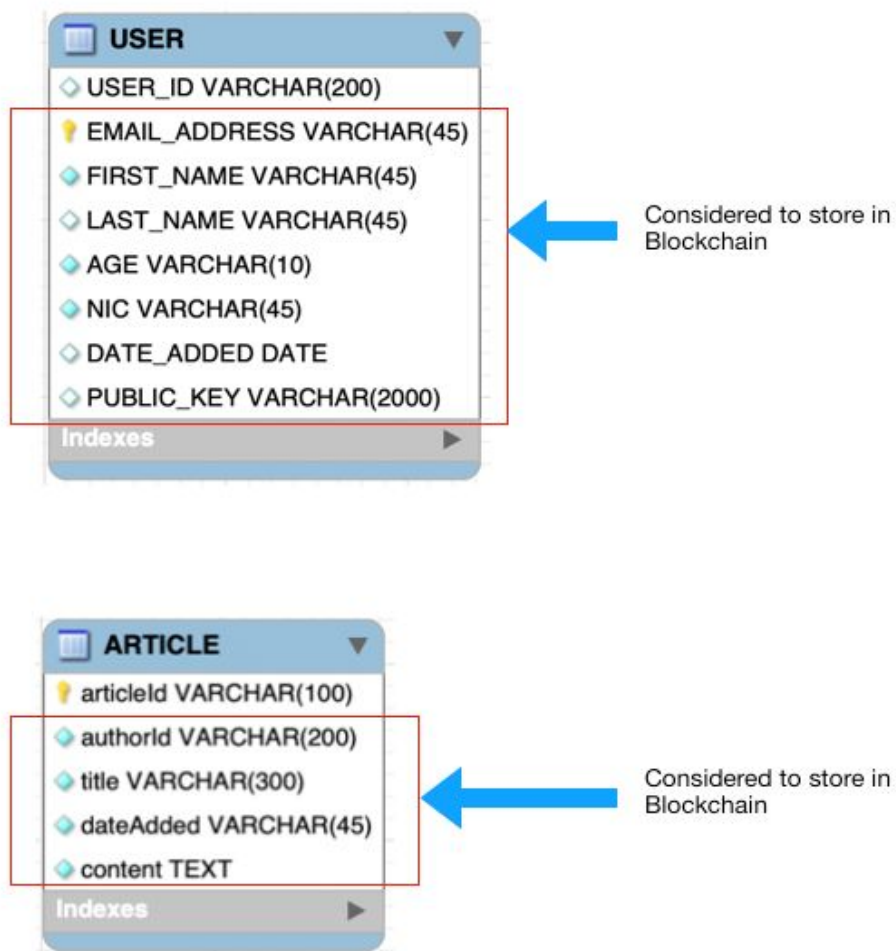 USER
USER_ID VARCHAR(200)
EMAIL_ADDRESS VARCHAR(45)
FIRST_NAME VARCHAR(45)
LAST_NAME VARCHAR(45)
AGE VARCHAR(10)
NIC VARCHAR(45)
DATE_ADDED DATE
PUBLIC_KEY VARCHAR(2000)
Indexes
Considered to store in
Blockchain
ARTICLE
articleId VARCHAR(100)
authorId VARCHAR(200)
title VARCHAR(300)
dateAdded VARCHAR(45)
content TEXT
Indexes
Considered to store in
Blockchain